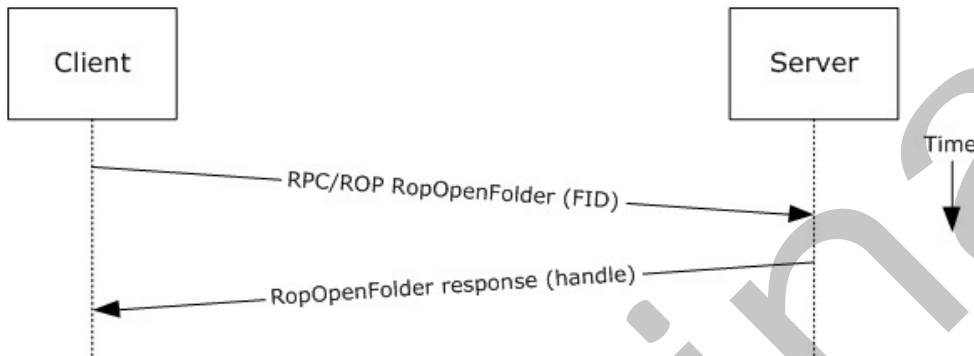 Client
Server
Time
RPC/ROP RopOpenFolder (FID)
RopOpenFolder response (handle)